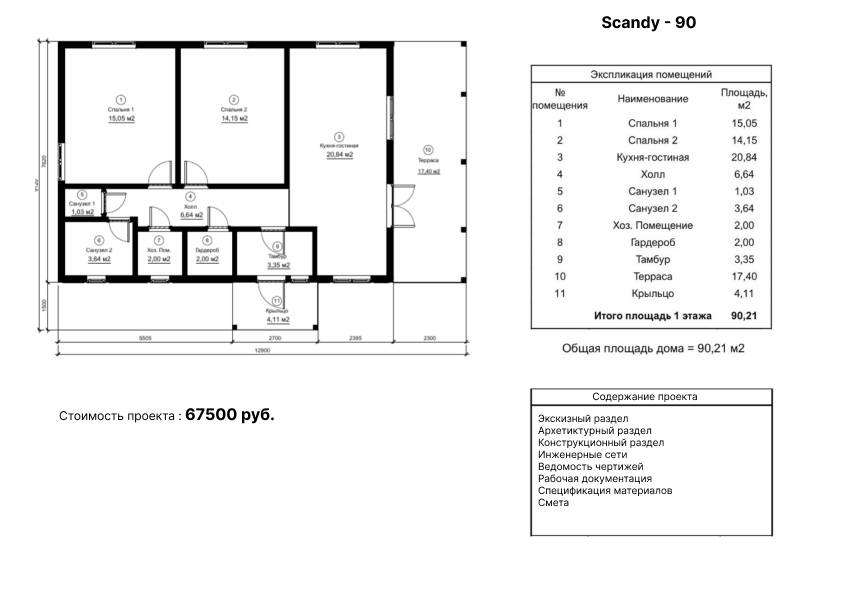 Scandy - 90
1
Спальня 1
15,05 м2
2
Спальня 2
14,15 м2
3
Кухня-гостиная
20,84 м2
10
Терраса
17,40 м2
4
Холл
6,64 м2
5
Санузел 1
1,03 м2
6
Санузел 2
3,64 м2
7
Хоз. Пом.
2,00 м2
8
Гардероб
2,00 м2
9
Тамбур
3,35 м2
11
Крыльцо
4,11 м2
7620
1500
5505 2700 2395 2300
12900
Экспликация помещений
№ помещения Наименование Площадь, м2
1 Спальня 1 15,05
2 Спальня 2 14,15
3 Кухня-гостиная 20,84
4 Холл 6,64
5 Санузел 1 1,03
6 Санузел 2 3,64
7 Хоз. Помещение 2,00
8 Гардероб 2,00
9 Тамбур 3,35
10 Терраса 17,40
11 Крыльцо 4,11
Итого площадь 1 этажа 90,21
Общая площадь дома = 90,21 м2
Стоимость проекта : 67500 руб.
Содержание проекта
Экскизный раздел
Архетиктурный раздел
Конструкционный раздел
Инженерные сети
Ведомость чертижей
Рабочая документация
Спецификация материалов
Смета